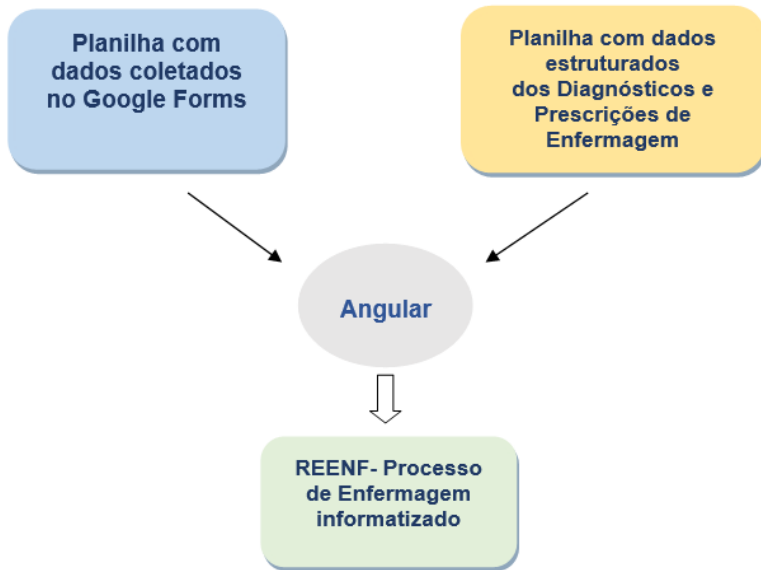 Planilha com
dados coletados
no Google Forms
Planilha com dados
estruturados
dos Diagnósticos e
Prescrições de
Enfermagem
Angular
REENF- Processo
de Enfermagem
informatizado